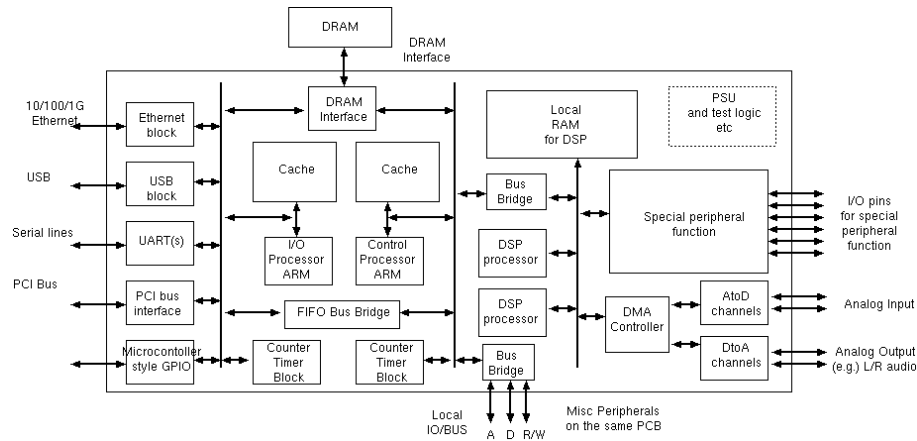 DRAM
DRAM
Interface
10/100/1G
Ethernet
Ethernet
block
DRAM
Interface
Local
RAM
for DSP
PSU
and test logic
etc
USB
USB
block
Cache
Cache
Bus
Bridge
Special peripheral
function
I/O pins
for special
peripheral
function
Serial lines
UART(s)
I/O
Processor
ARM
Control
Processor
ARM
DSP
processor
PCI Bus
PCI bus
interface
FIFO Bus Bridge
DSP
processor
DMA
Controller
AtoD
channels
Analog Input
Microcontoller
style GPIO
Counter
Timer
Block
Counter
Timer
Block
Bus
Bridge
DtoA
channels
Analog Output
(e.g.) L/R audio
Local
IO/BUS
A D R/W
Misc Peripherals
on the same PCB